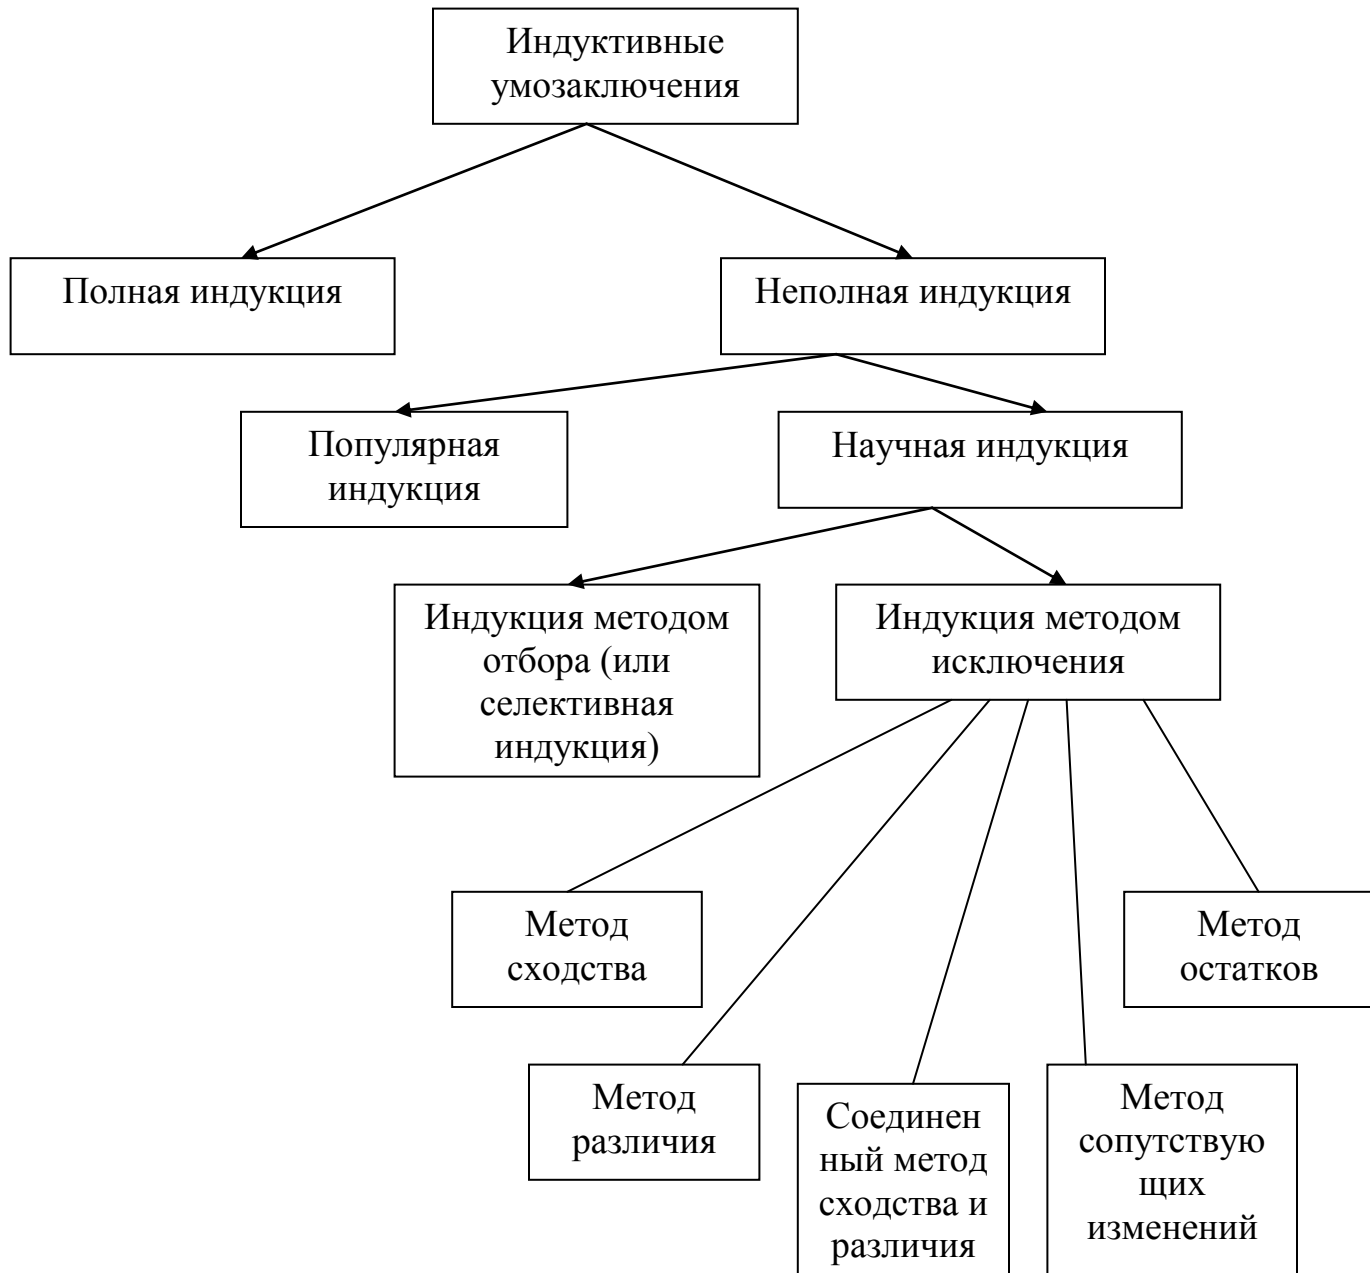 Индуктивные
умозаключения
Полная индукция
Неполная индукция
Популярная
индукция
Научная индукция
Индукция методом
отбора (или
селективная
индукция)
Индукция методом
исключения
Метод
сходства
Метод
остатков
Метод
различия
Соединен
ный метод
сходства и
различия
Метод
сопутствую
щих
изменений